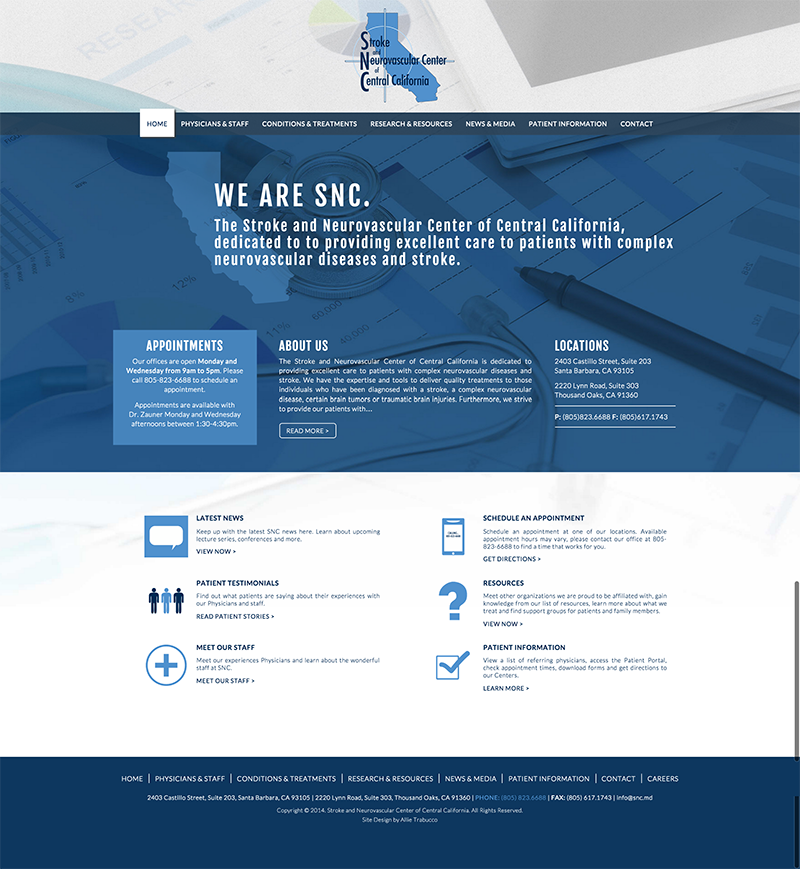 RESEARCH
Stroke
and
Neurovascular Center
of
Central California
HOME PHYSICIANS & STAFF CONDITIONS & TREATMENTS RESEARCH & RESOURCES NEWS & MEDIA PATIENT INFORMATION CONTACT
WE ARE SNC.
The Stroke and Neurovascular Center of Central California,
dedicated to to providing excellent care to patients with complex
neurovascular diseases and stroke.
8%
12%
11%
60,000
40,000
APPOINTMENTS
Our offices are open Monday and
Wednesday from 9am to 5pm. Please
call 805-823-6688 to schedule an
appointment.
Appointments are available with
Dr. Zauner Monday and Wednesday
afternoons between 1:30-4:30pm.
ABOUT US
The Stroke and Neurovascular Center of Central California is dedicated to
providing excellent care to patients with complex neurovascular diseases and
stroke. We have the expertise and tools to deliver quality treatments to those
individuals who have been diagnosed with a stroke, a complex neurovascular
disease, certain brain tumors or traumatic brain injuries. Furthermore, we strive
to provide our patients with....
READ MORE >
LOCATIONS
2403 Castillo Street, Suite 203
Santa Barbara, CA 93105
2220 Lynn Road, Suite 303
Thousand Oaks, CA 91360
P: (805)823.6688 F: (805)617.1743
LATEST NEWS
Keep up with the latest SNC news here. Learn about upcoming
lecture series, conferences and more.
VIEW NOW >
SCHEDULE AN APPOINTMENT
Schedule an appointment at one of our locations. Available
appointment hours may vary, please contact our office at 805-
823-6688 to find a time that works for you.
GET DIRECTIONS >
PATIENT TESTIMONIALS
Find out what patients are saying about their experiences with
our Physicians and staff.
READ PATIENT STORIES >
RESOURCES
Meet other organizations we are proud to be affiliated with, gain
knowledge from our list of resources, learn more about what we
treat and find support groups for patients and family members.
VIEW NOW >
MEET OUR STAFF
Meet our experiences Physicians and learn about the wonderful
staff at SNC.
MEET OUR STAFF >
PATIENT INFORMATION
View a list of referring physicians, access the Patient Portal,
check appointment times, download forms and get directions to
our Centers.
LEARN MORE >
HOME | PHYSICIANS & STAFF | CONDITIONS & TREATMENTS | RESEARCH & RESOURCES | NEWS & MEDIA | PATIENT INFORMATION | CONTACT | CAREERS
2403 Castillo Street, Suite 203, Santa Barbara, CA 93105 | 2220 Lynn Road, Suite 303, Thousand Oaks, CA 91360 | PHONE: (805) 823.6688 | FAX: (805) 617.1743 | info@snc.md
Copyright © 2014. Stroke and Neurovascular Center of Central California. All Rights Reserved.
Site Design by Allie Trabucco